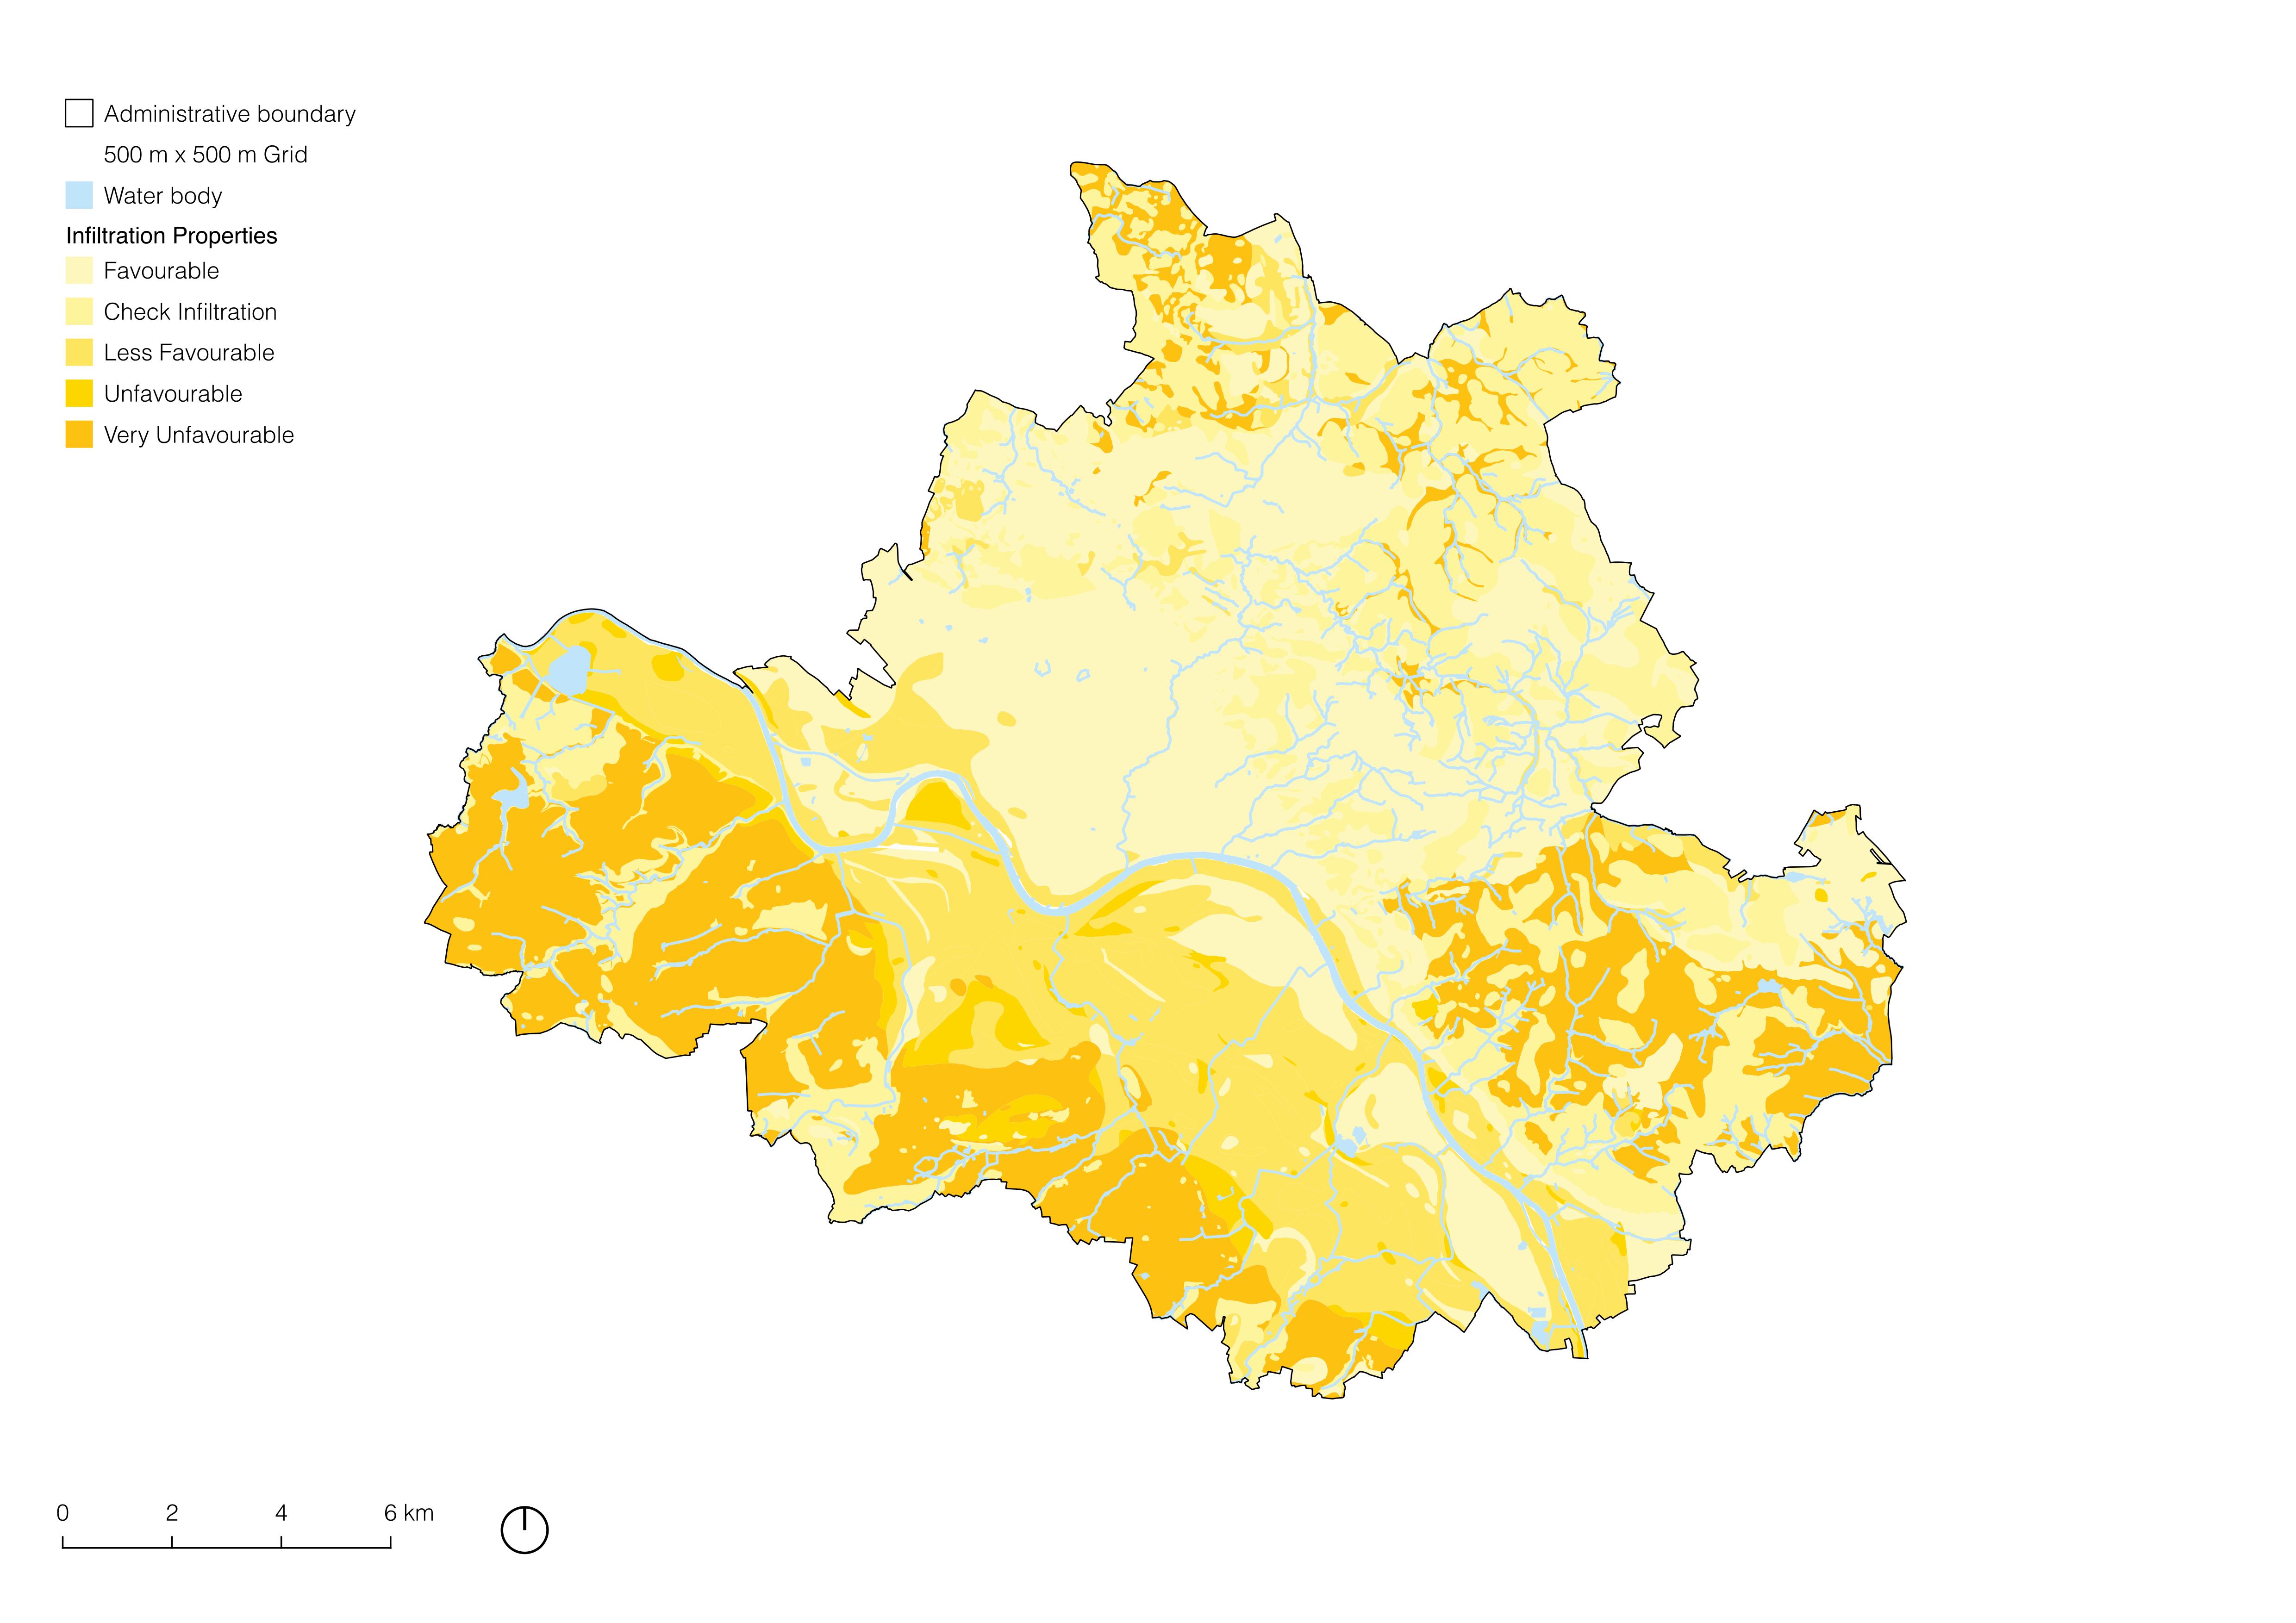 Administrative boundary
500 m x 500 m Grid
Water body
Infiltration Properties
Favourable
Check Infiltration
Less Favourable
Unfavourable
Very Unfavourable
0 2 4 6 km